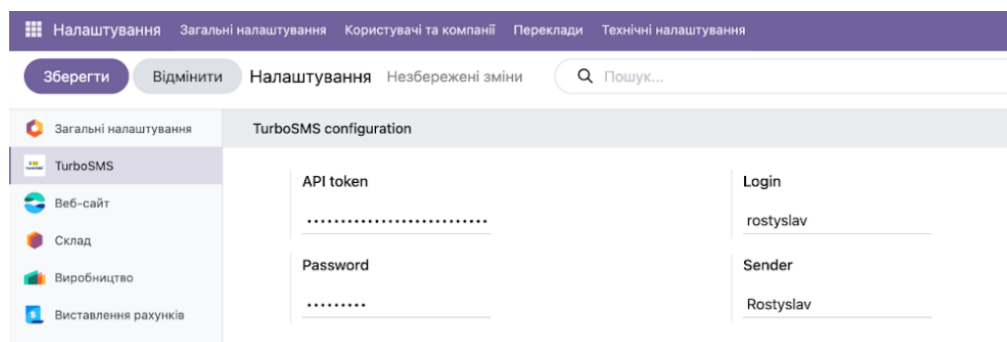 Налаштування Загальні налаштування Користувачі та компанії Переклади Технічні налаштування
Зберегти Відмінити Налаштування Незбережені зміни Пошук...
Загальні налаштування
TurboSMS
Веб-сайт
Склад
Виробництво
Виставлення рахунків
TurboSMS configuration
API token
••••••••••••••••••••••••••••
Login
rostyslav
Password
•••••••••
Sender
Rostyslav